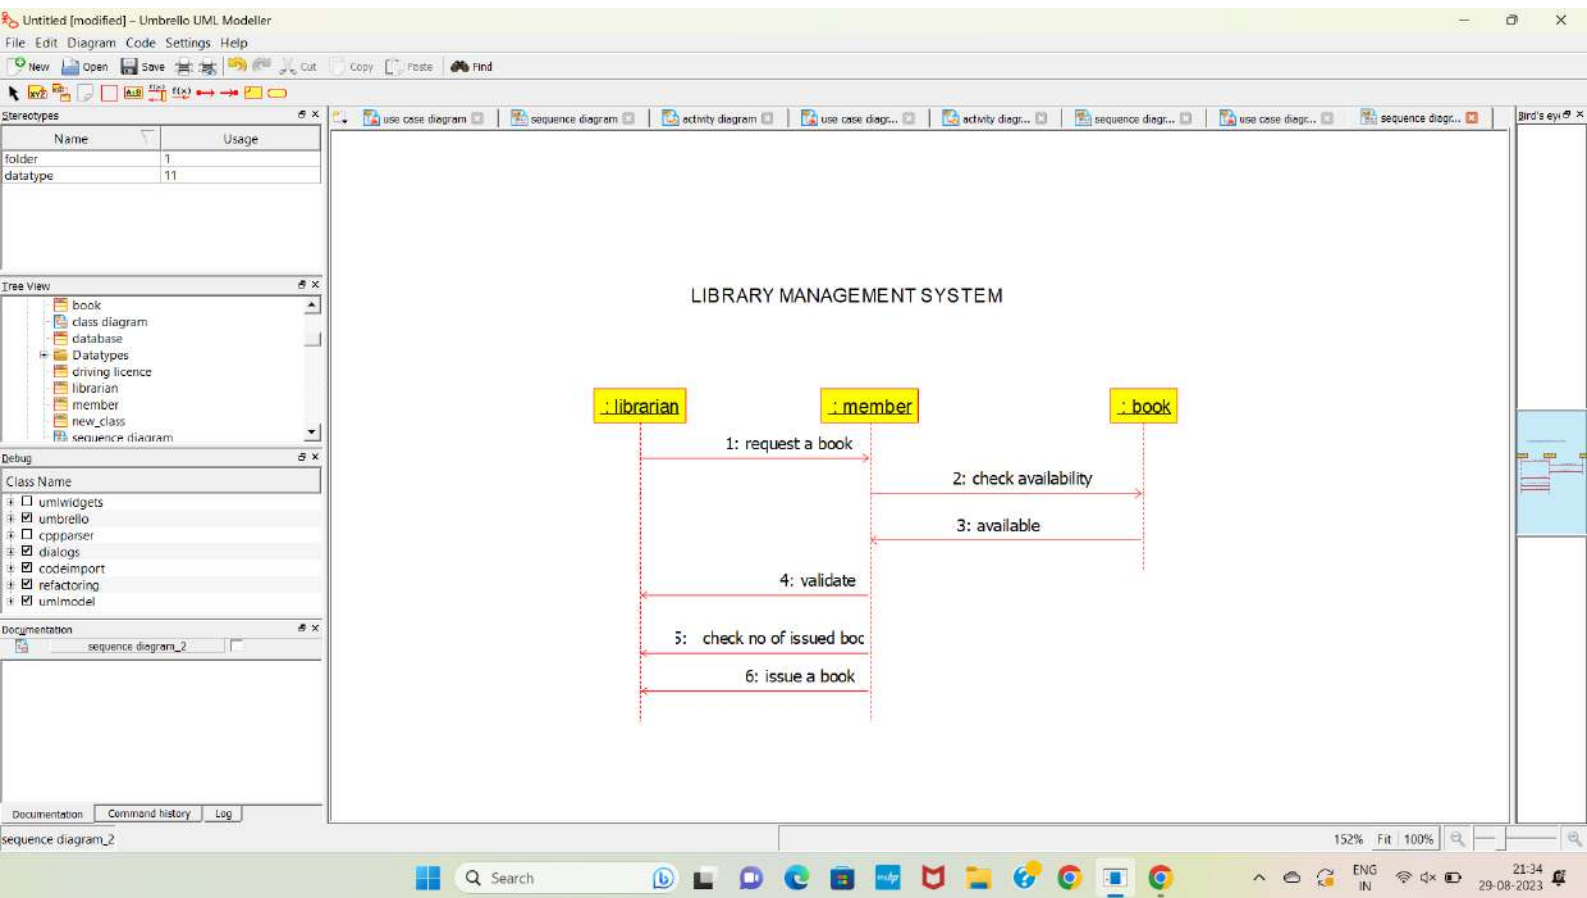 Untitled [modified] – Umbrello UML Modeller
File Edit Diagram Code Settings Help
New Open Save Cut Copy Paste Find
Stereotypes
Name Usage
folder 1
datatype 11
Tree View
book
class diagram
database
Datatypes
driving licence
librarian
member
new_class
sequence diagram
Debug
Class Name
umlwidgets
umbrello
cppparser
dialogs
codeimport
refactoring
umlmodel
Documentation
sequence diagram_2
Documentation Command history Log
sequence diagram_2
use case diagram sequence diagram activity diagram use case diagr... activity diagr... sequence diagr... use case diagr... sequence diagr...
Bird's eye
LIBRARY MANAGEMENT SYSTEM
: librarian : member : book
1: request a book
2: check availability
3: available
4: validate
5: check no of issued boo
6: issue a book
152% Fit 100%
Search
ENG
IN
21:34
29-08-2023